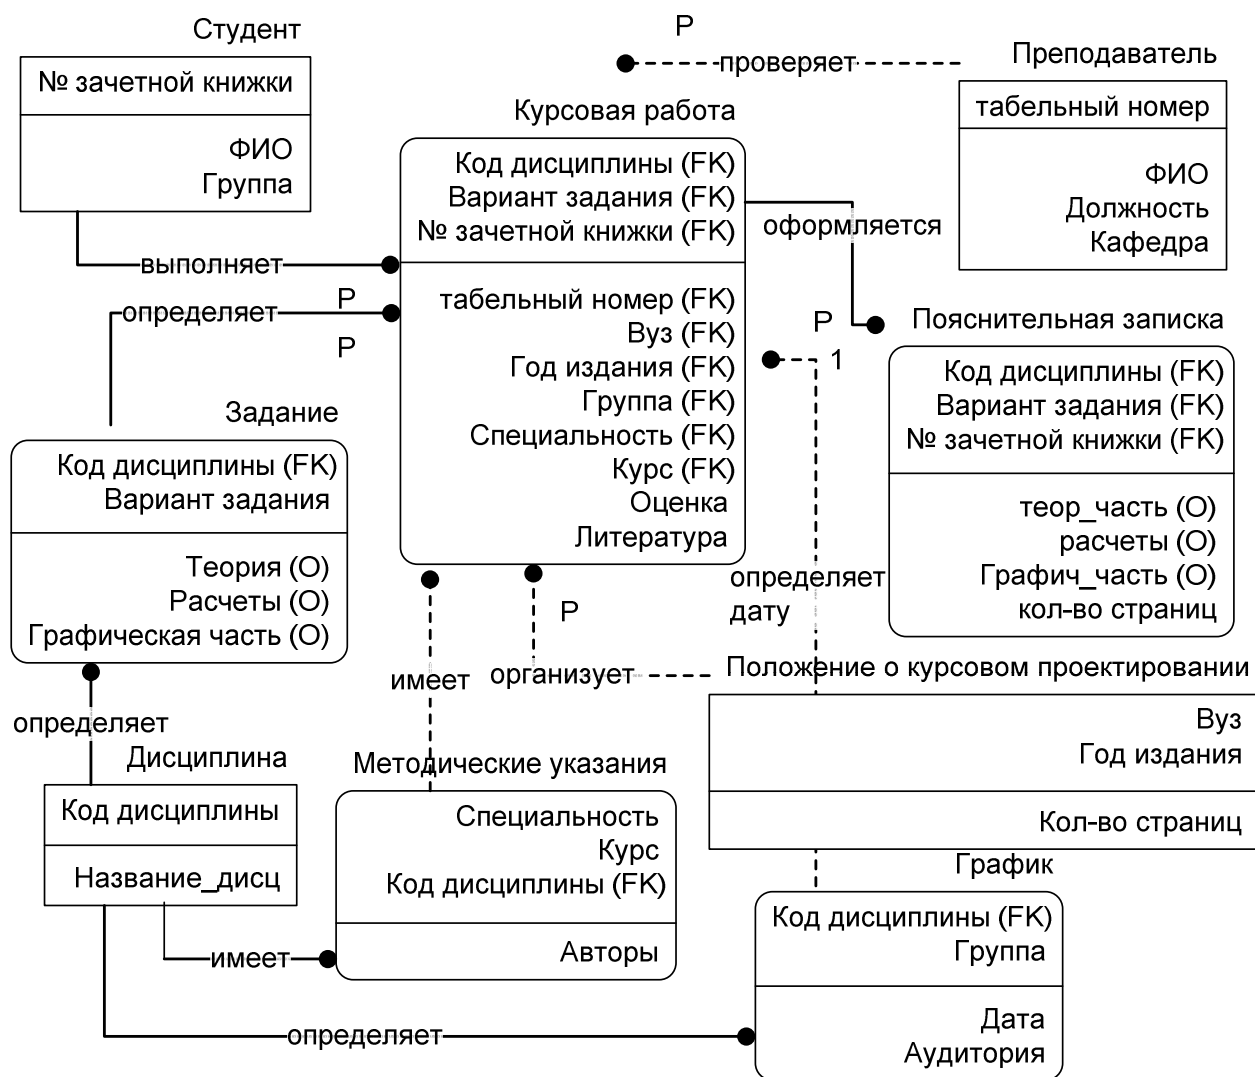 Студент
№ зачетной книжки
ФИО
Группа
P
проверяет
Преподаватель
табельный номер
ФИО
Должность
Кафедра
Курсовая работа
Код дисциплины (FK)
Вариант задания (FK)
№ зачетной книжки (FK)
табельный номер (FK)
Вуз (FK)
Год издания (FK)
Группа (FK)
Специальность (FK)
Курс (FK)
Оценка
Литература
оформляется
выполняет
P
определяет
P
P
1
Пояснительная записка
Код дисциплины (FK)
Вариант задания (FK)
№ зачетной книжки (FK)
теор_часть (O)
расчеты (O)
Графич_часть (O)
кол-во страниц
Задание
Код дисциплины (FK)
Вариант задания
Теория (O)
Расчеты (O)
Графическая часть (O)
определяет
дату
P
имеет
организует
Положение о курсовом проектировании
Вуз
Год издания
Кол-во страниц
определяет
Дисциплина
Код дисциплины
Название_дисц
Методические указания
Специальность
Курс
Код дисциплины (FK)
Авторы
имеет
График
Код дисциплины (FK)
Группа
Дата
Аудитория
определяет